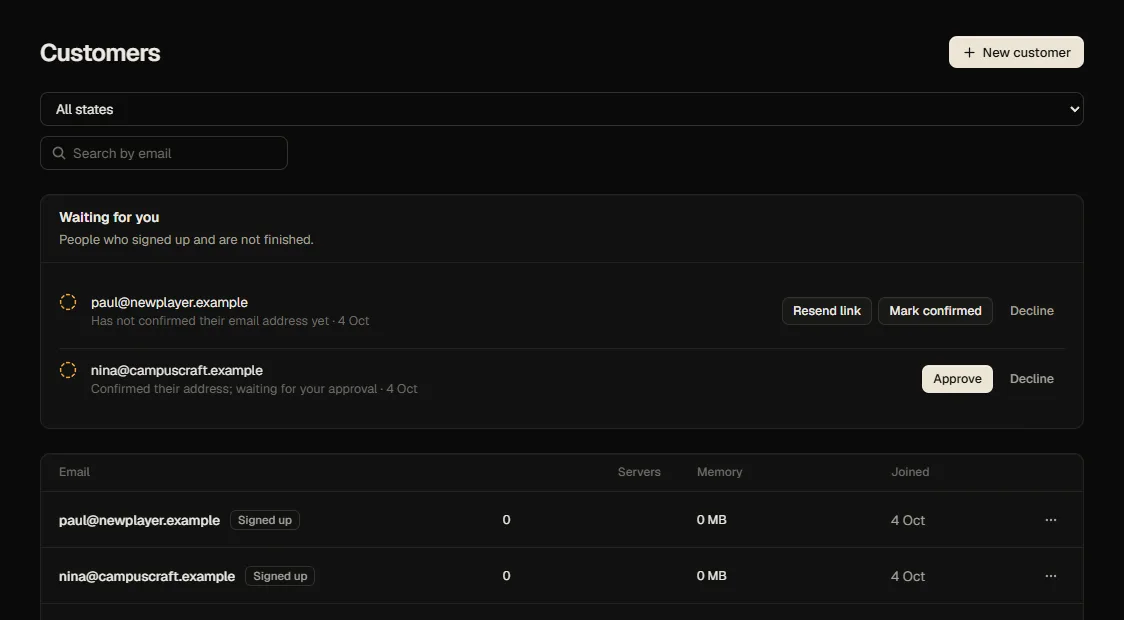 Customers
New customer
All states
Search by email
Waiting for you
People who signed up and are not finished.
paul@newplayer.example
Has not confirmed their email address yet · 4 Oct
Resend link
Mark confirmed
Decline
nina@campuscraft.example
Confirmed their address; waiting for your approval · 4 Oct
Approve
Decline
Email Servers Memory Joined
paul@newplayer.example Signed up 0 0 MB 4 Oct
nina@campuscraft.example Signed up 0 0 MB 4 Oct